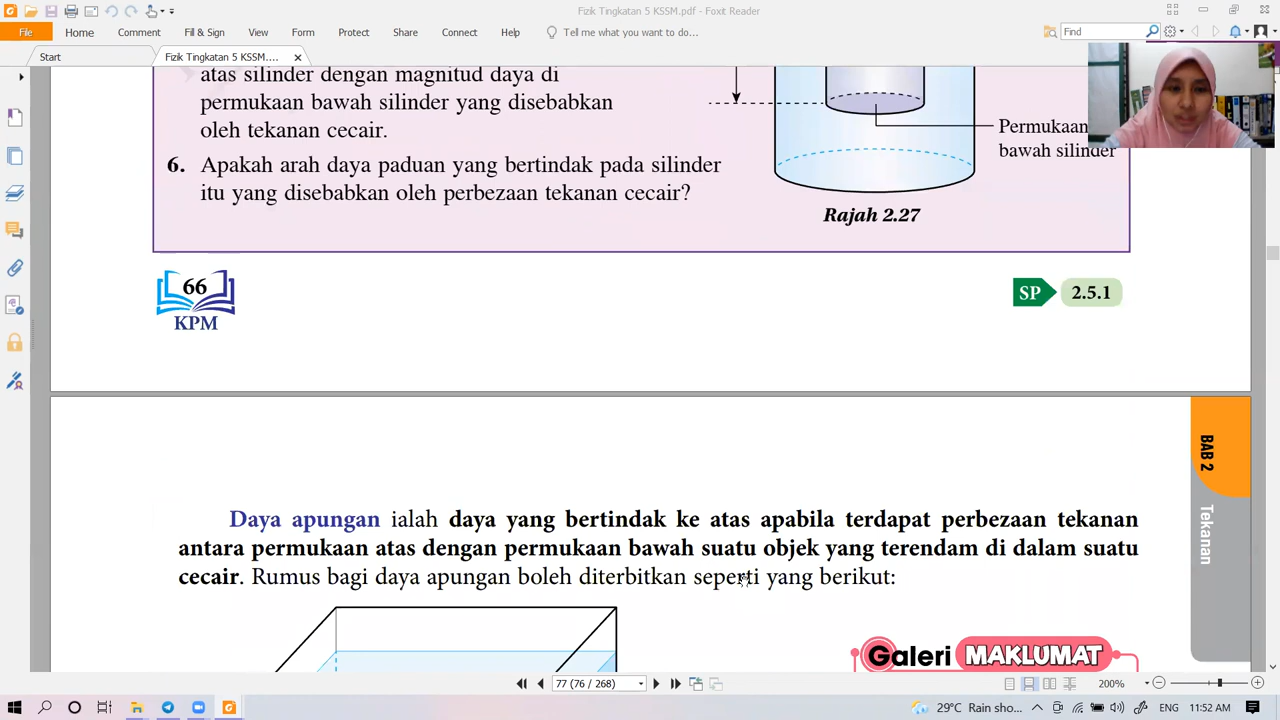 Fizik Tingkatan 5 KSSM.pdf - Foxit Reader
File Home Comment Fill & Sign View Form Protect Share Connect Help Tell me what you want to do... Find
Start Fizik Tingkatan 5 KSSM....
atas silinder dengan magnitud daya di
permukaan bawah silinder yang disebabkan
oleh tekanan cecair.
6. Apakah arah daya paduan yang bertindak pada silinder
itu yang disebabkan oleh perbezaan tekanan cecair?
Permukaan
bawah silinder
Rajah 2.27
66
KPM
SP 2.5.1
BAB 2
Tekanan
Daya apungan ialah daya yang bertindak ke atas apabila terdapat perbezaan tekanan
antara permukaan atas dengan permukaan bawah suatu objek yang terendam di dalam suatu
cecair. Rumus bagi daya apungan boleh diterbitkan seperti yang berikut:
Galeri MAKLUMAT
77 (76 / 268) 200%
29°C Rain sho... ENG 11:52 AM